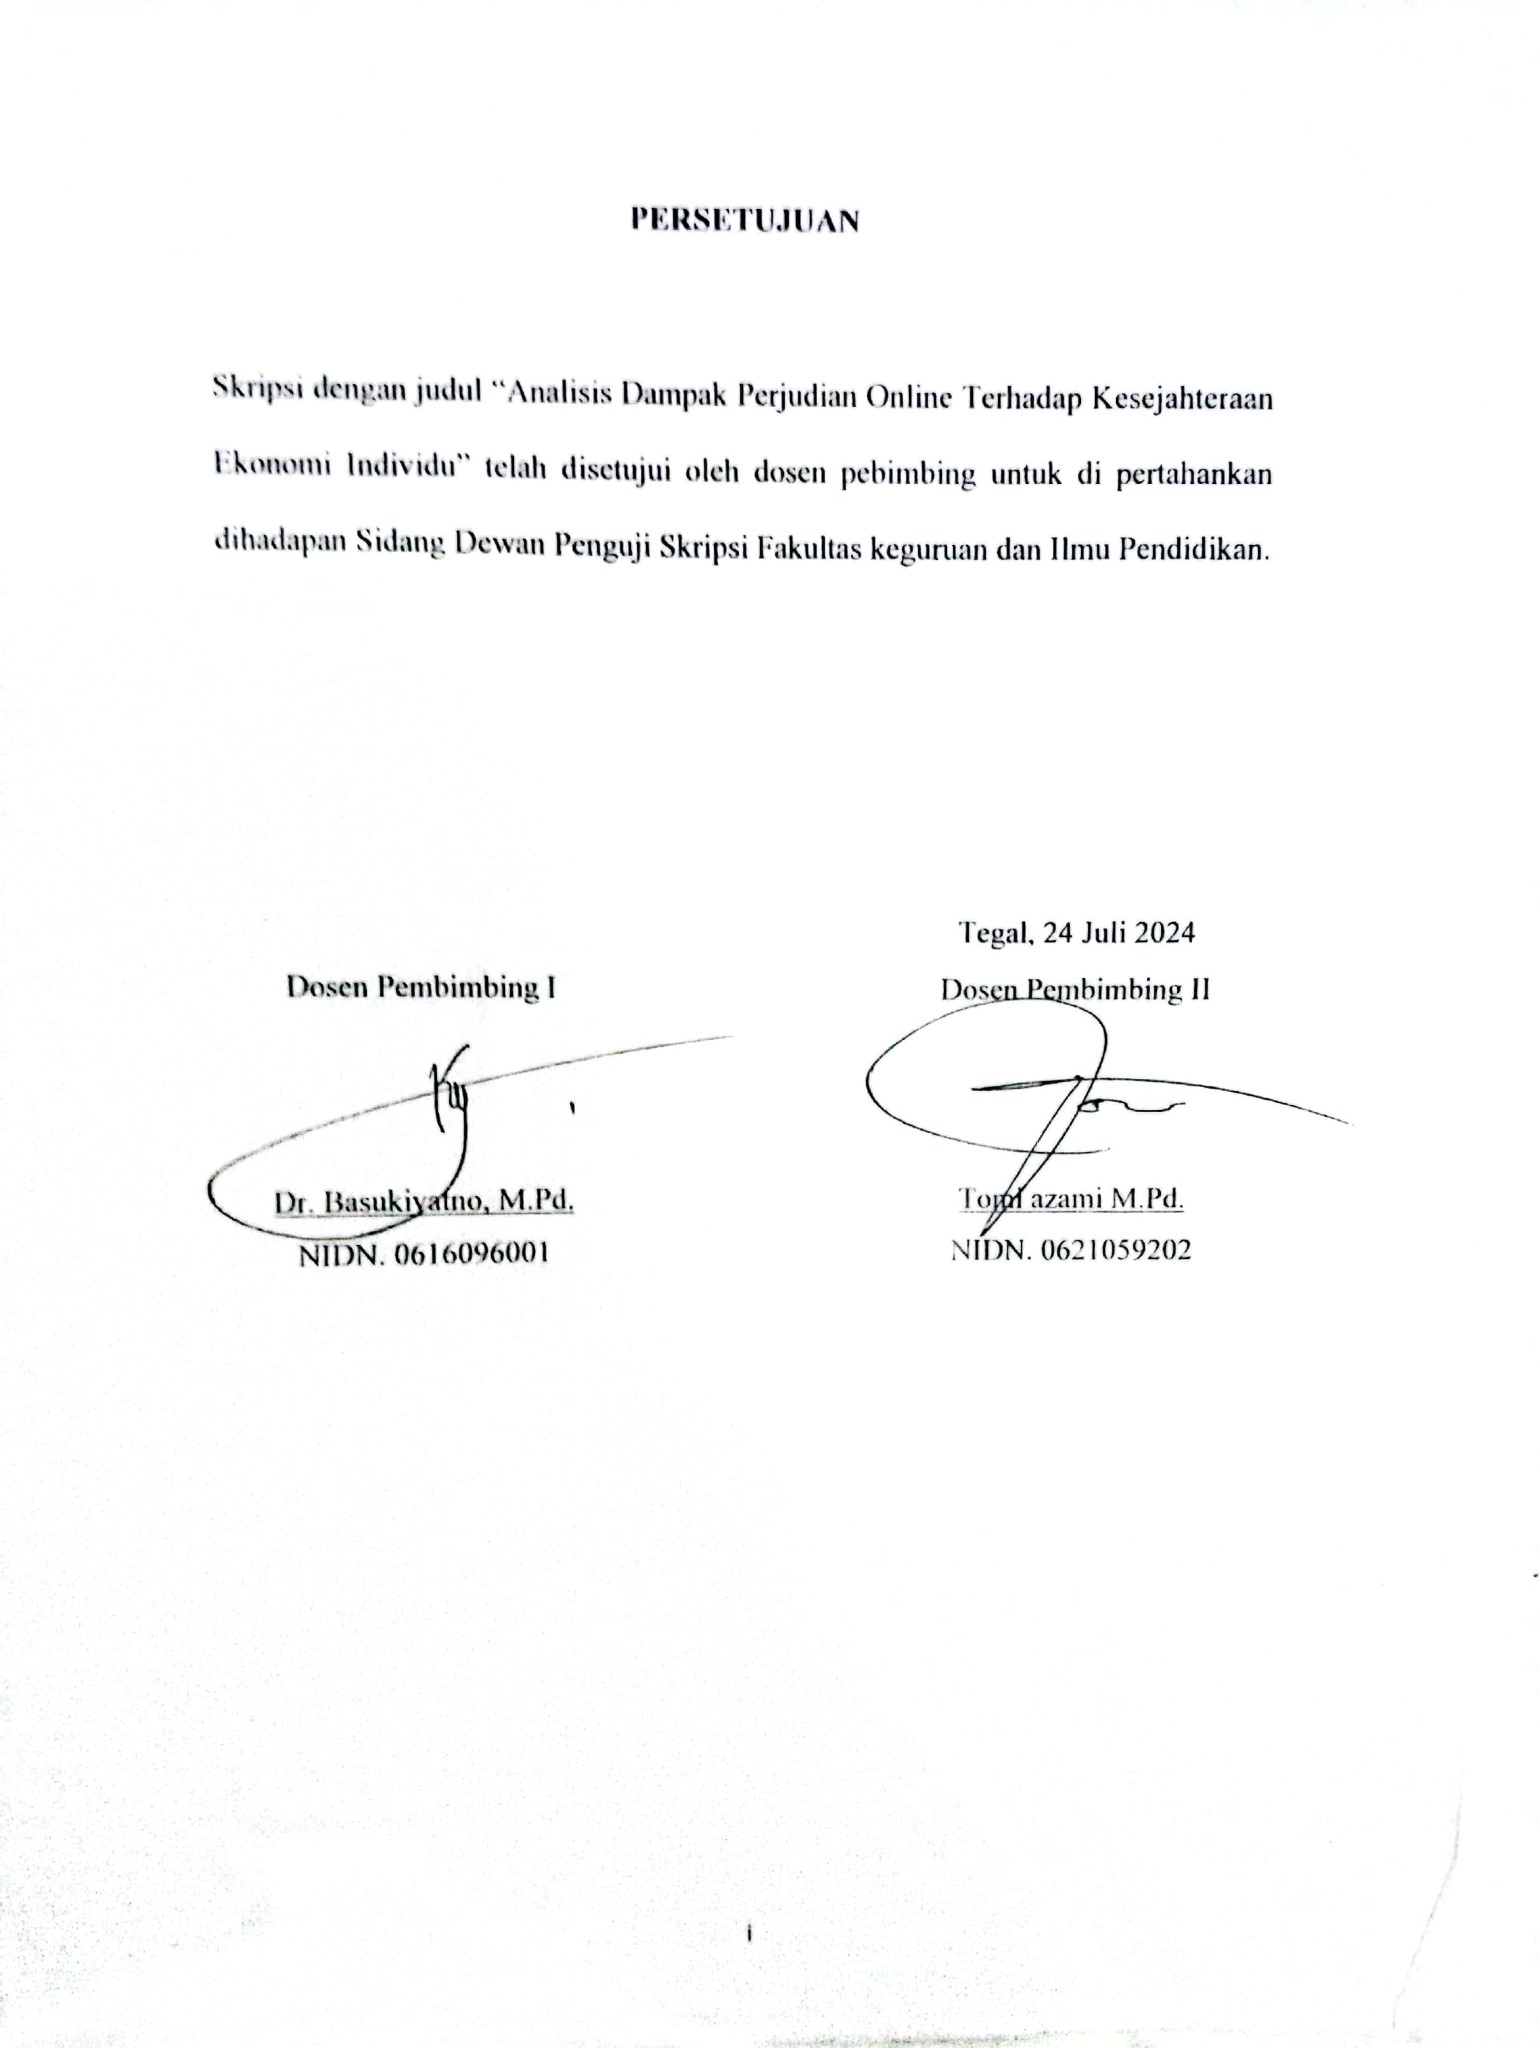 PERSETUJUAN
Skripsi dengan judul “Analisis Dampak Perjudian Online Terhadap Kesejahteraan
Ekonomi Individu” telah disetujui oleh dosen pebimbing untuk di pertahankan
dihadapan Sidang Dewan Penguji Skripsi Fakultas keguruan dan Ilmu Pendidikan.
Tegal, 24 Juli 2024
Dosen Pembimbing I
Dosen Pembimbing II
Dr. Basukiyatno, M.Pd.
Tomi azami M.Pd.
NIDN. 0616096001
NIDN. 0621059202
i